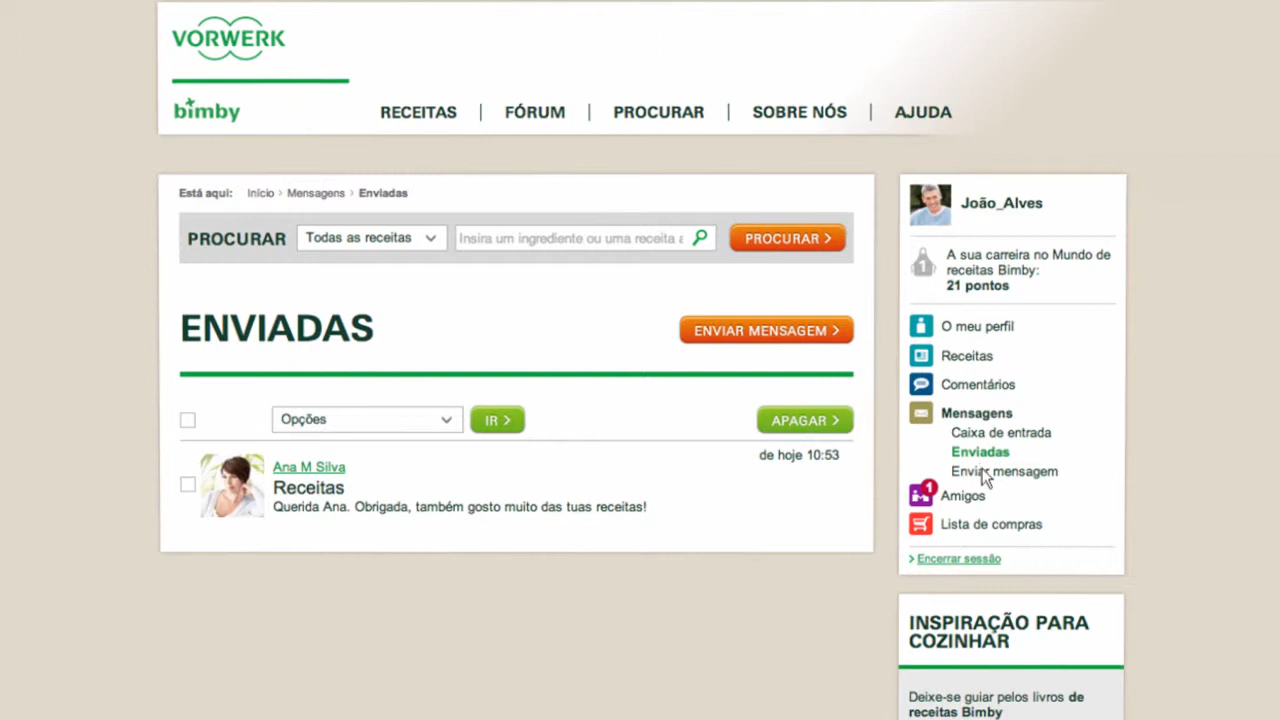 VORWERK
bimby
RECEITAS | FÓRUM | PROCURAR | SOBRE NÓS | AJUDA
Está aqui: Início > Mensagens > Enviadas
PROCURAR Todas as receitas Insira um ingrediente ou uma receita PROCURAR >
ENVIADAS ENVIAR MENSAGEM >
Opções IR > APAGAR >
Ana M Silva de hoje 10:53
Receitas
Querida Ana. Obrigada, também gosto muito das tuas receitas!
João_Alves
1
A sua carreira no Mundo de
receitas Bimby:
21 pontos
O meu perfil
Receitas
Comentários
Mensagens
Caixa de entrada
Enviadas
Enviar mensagem
1
Amigos
Lista de compras
> Encerrar sessão
INSPIRAÇÃO PARA
COZINHAR
Deixe-se guiar pelos livros de
receitas Bimby